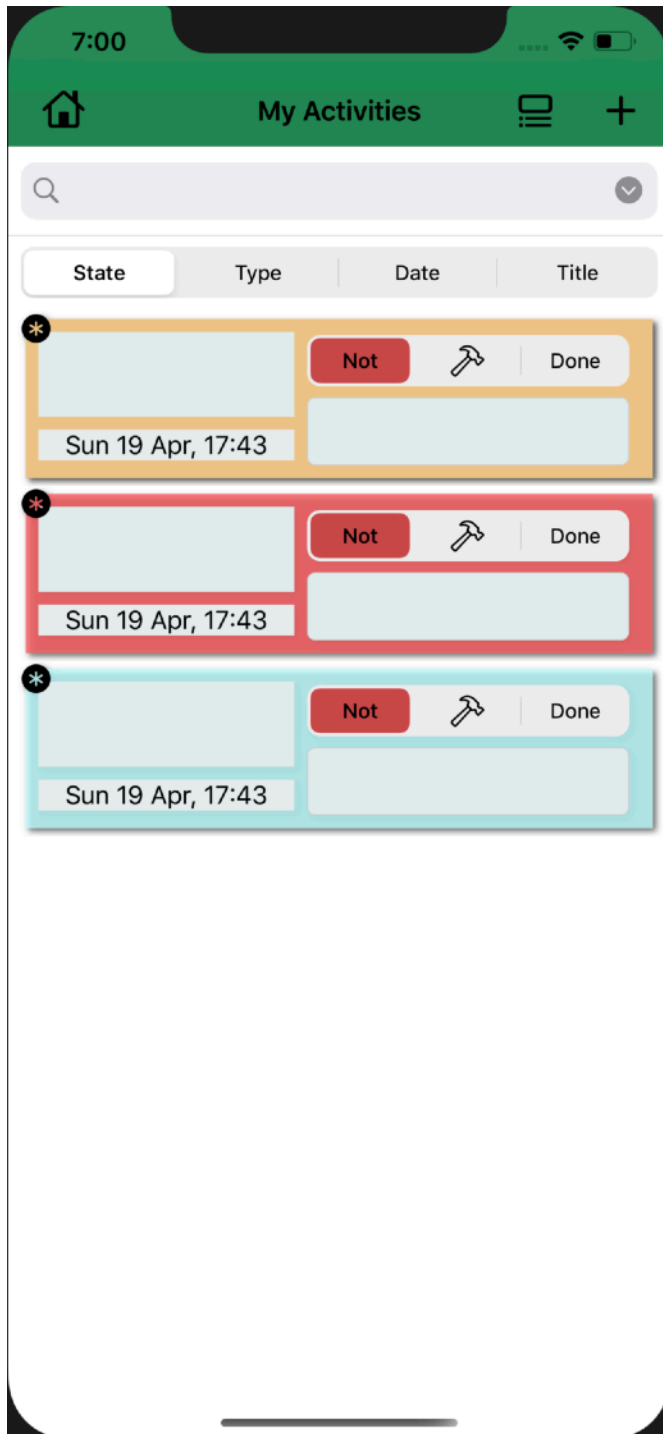 7:00
My Activities
State Type Date Title
Not Done
Sun 19 Apr, 17:43
Not Done
Sun 19 Apr, 17:43
Not Done
Sun 19 Apr, 17:43